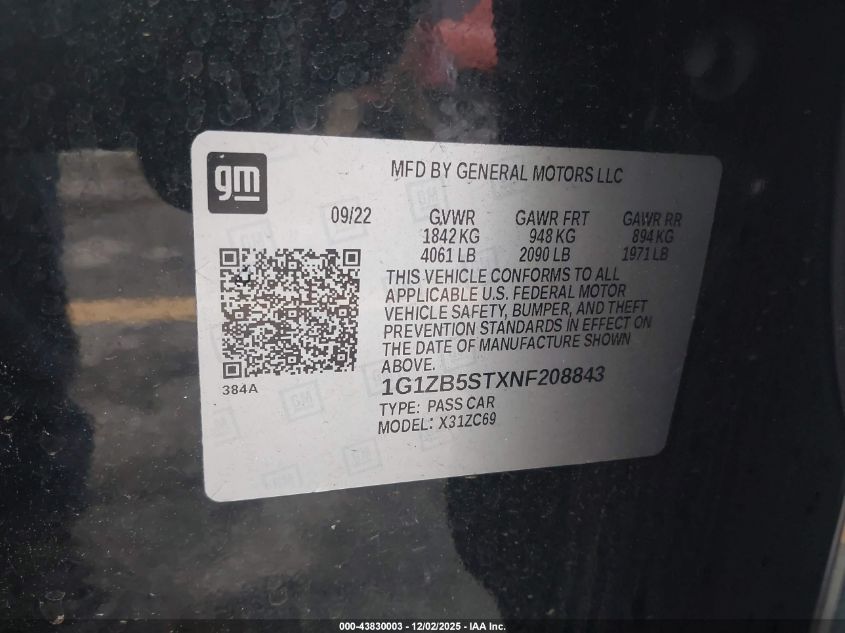 gm
MFD BY GENERAL MOTORS LLC
09/22 GVWR GAWR FRT GAWR RR
1842 KG 948 KG 894 KG
4061 LB 2090 LB 1971 LB
THIS VEHICLE CONFORMS TO ALL
APPLICABLE U.S. FEDERAL MOTOR
VEHICLE SAFETY, BUMPER, AND THEFT
PREVENTION STANDARDS IN EFFECT ON
THE DATE OF MANUFACTURE SHOWN
ABOVE.
384A
1G1ZB5STXNF208843
TYPE: PASS CAR
MODEL: X31ZC69
000-43830003 - 12/02/2025 - IAA Inc.